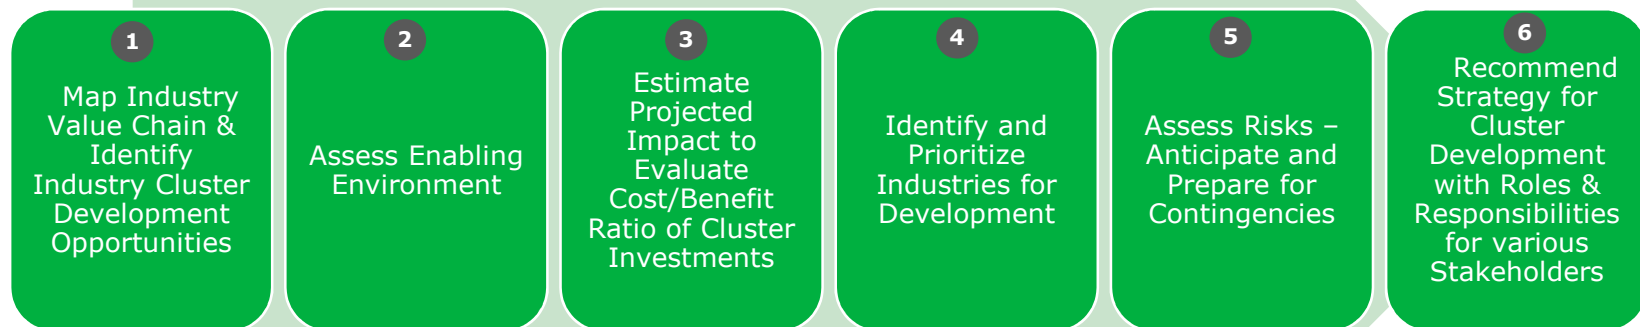 1
Map Industry
Value Chain &
Identify
Industry Cluster
Development
Opportunities
2
Assess Enabling
Environment
3
Estimate
Projected
Impact to
Evaluate
Cost/Benefit
Ratio of Cluster
Investments
4
Identify and
Prioritize
Industries for
Development
5
Assess Risks –
Anticipate and
Prepare for
Contingencies
6
Recommend
Strategy for
Cluster
Development
with Roles &
Responsibilities
for various
Stakeholders